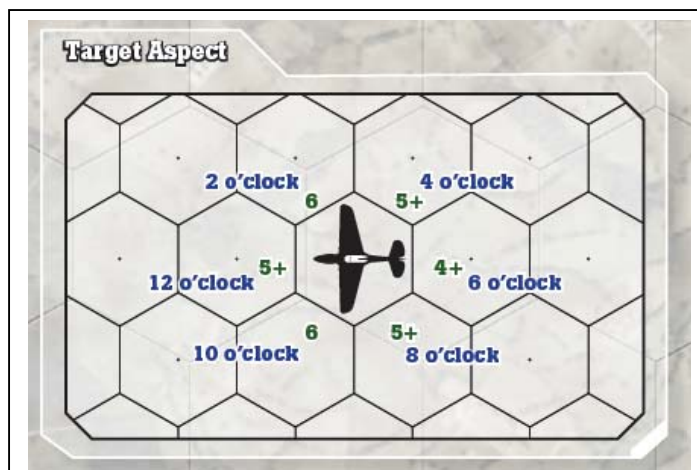 Target Aspect
2 o'clock 4 o'clock
6 5+
5+ 4+
12 o'clock 6 o'clock
6 5+
10 o'clock 8 o'clock